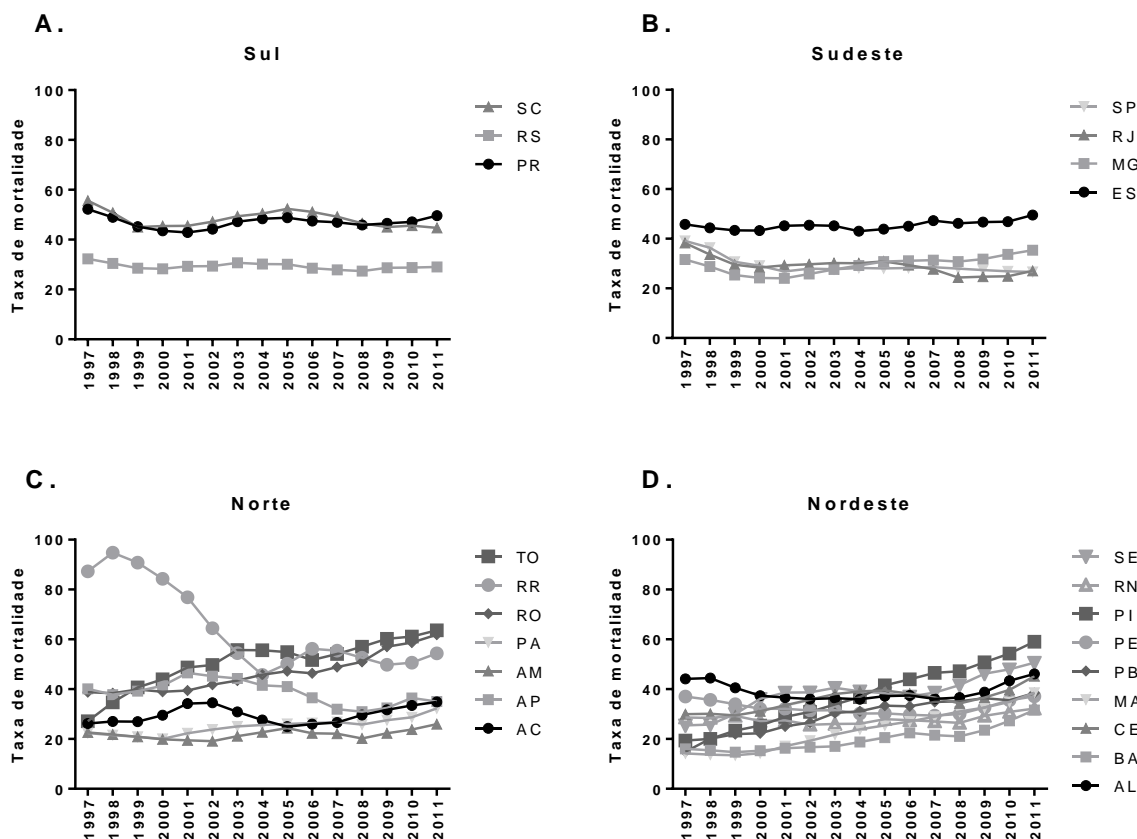 A.
Sul
Taxa de mortalidade
100
80
60
40
20
0
1997
1998
1999
2000
2001
2002
2003
2004
2005
2006
2007
2008
2009
2010
2011
SC
RS
PR
B.
Sudeste
Taxa de mortalidade
100
80
60
40
20
0
1997
1998
1999
2000
2001
2002
2003
2004
2005
2006
2007
2008
2009
2010
2011
SP
RJ
MG
ES
C.
Norte
Taxa de mortalidade
100
80
60
40
20
0
1997
1998
1999
2000
2001
2002
2003
2004
2005
2006
2007
2008
2009
2010
2011
TO
RR
RO
PA
AM
AP
AC
D.
Nordeste
Taxa de mortalidade
100
80
60
40
20
0
1997
1998
1999
2000
2001
2002
2003
2004
2005
2006
2007
2008
2009
2010
2011
SE
RN
PI
PE
PB
MA
CE
BA
AL